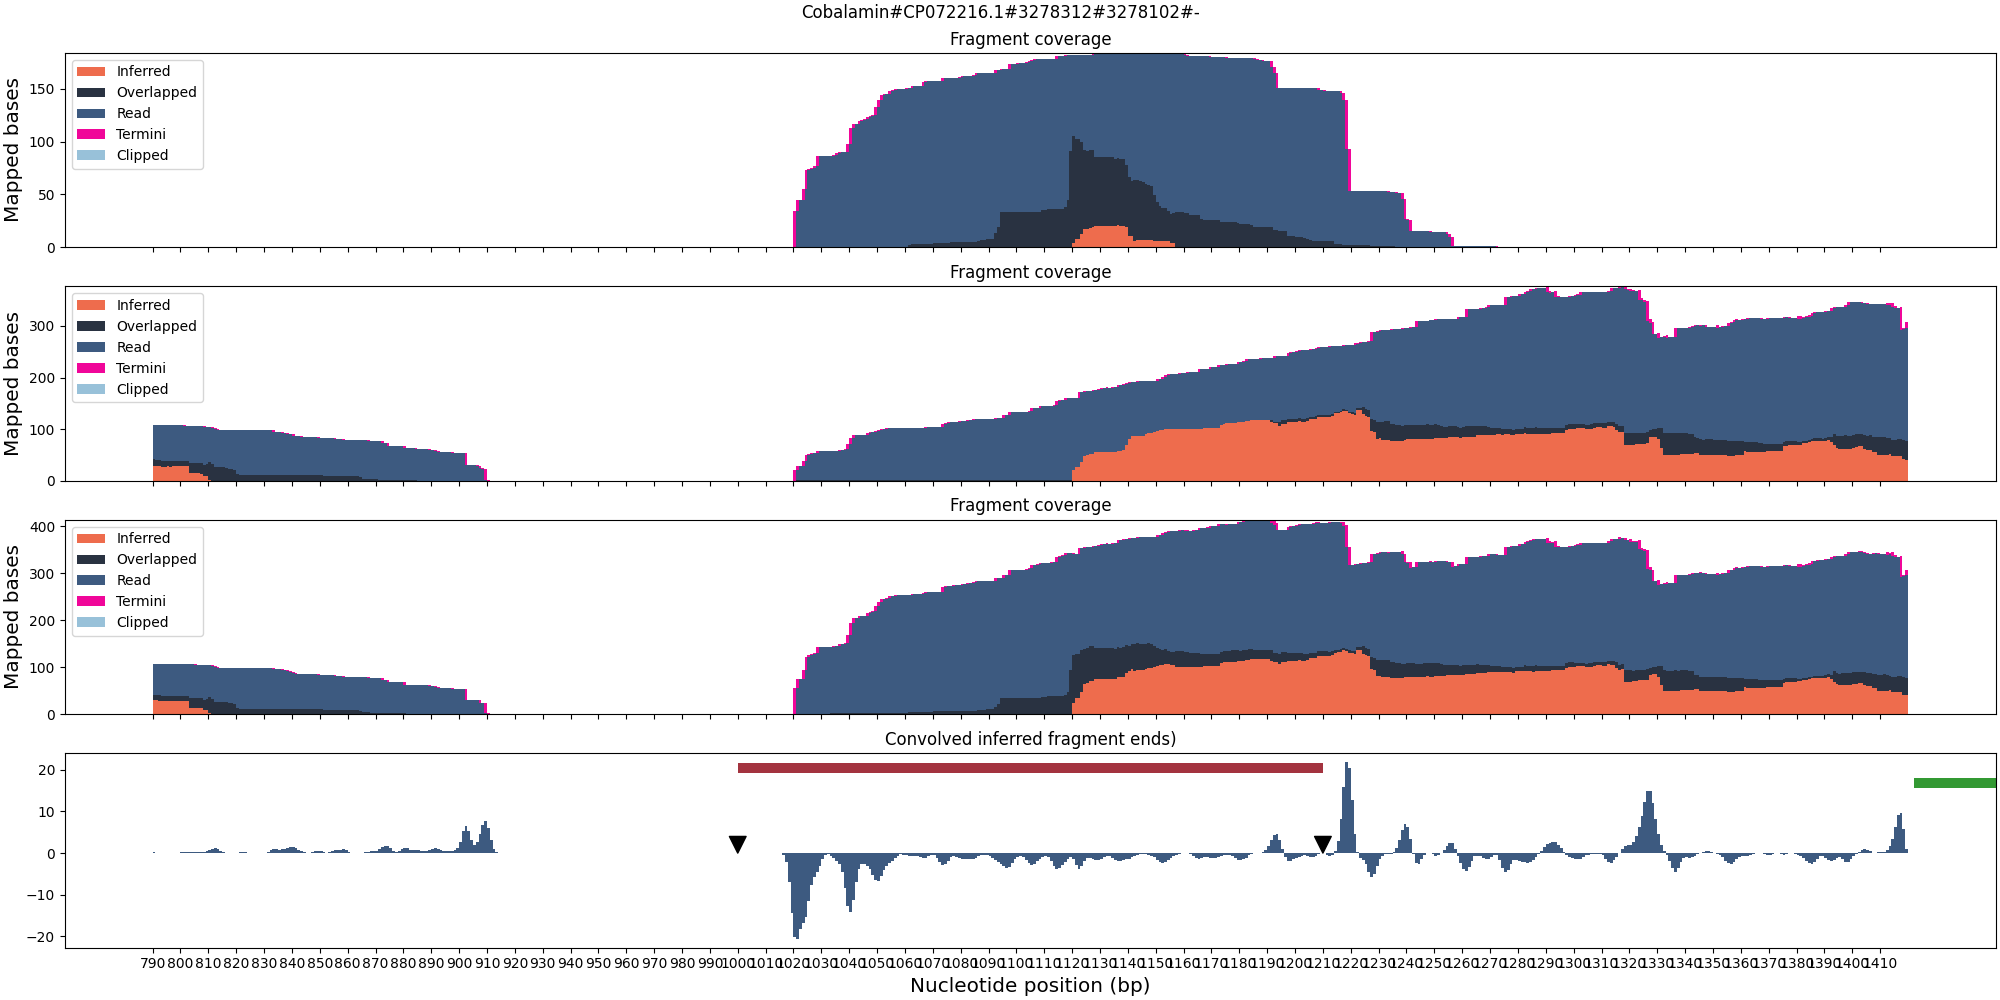 Cobalamin#CP072216.1#3278312#3278102#-
Fragment coverage
Mapped bases
150
100
50
0
Inferred
Overlapped
Read
Termini
Clipped
Fragment coverage
Mapped bases
300
200
100
0
Inferred
Overlapped
Read
Termini
Clipped
Fragment coverage
Mapped bases
400
300
200
100
0
Inferred
Overlapped
Read
Termini
Clipped
Convolved inferred fragment ends)
20
10
0
−10
−20
790 800 810 820 830 840 850 860 870 880 890 900 910 920 930 940 950 960 970 980 990 1000 1010 1020 1030 1040 1050 1060 1070 1080 1090 1100 1110 1120 1130 1140 1150 1160 1170 1180 1190 1200 1210 1220 1230 1240 1250 1260 1270 1280 1290 1300 1310 1320 1330 1340 1350 1360 1370 1380 1390 1400 1410
Nucleotide position (bp)